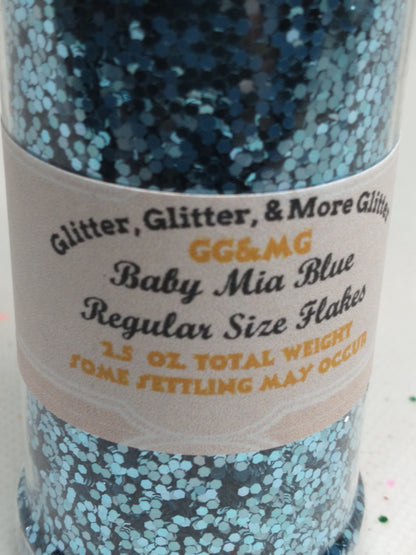 Glitter, Glitter, & More Glitter
GG&MG
Baby Mia Blue
Regular Size Flakes
2.5 OZ. TOTAL WEIGHT
SOME SETTLING MAY OCCUR